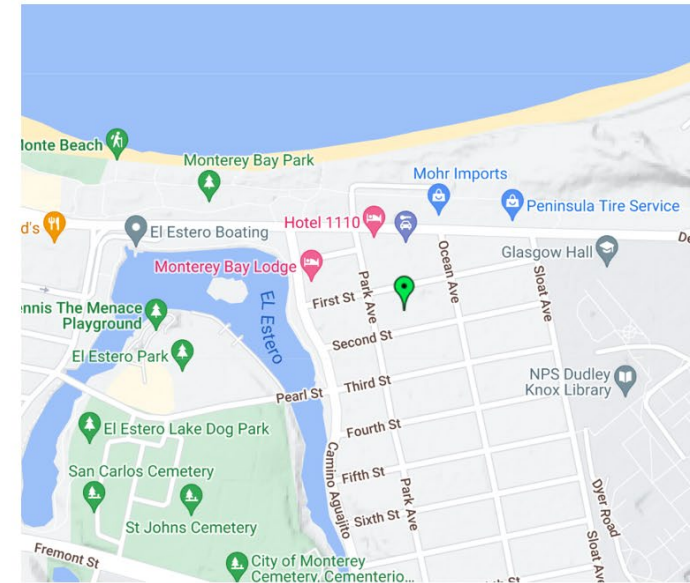 Monte Beach
Monterey Bay Park
Mohr Imports
Peninsula Tire Service
d's
El Estero Boating
Hotel 1110
De
Glasgow Hall
Monterey Bay Lodge
Park Ave
Ocean Ave
Sloat Ave
First St
EL Estero
nnis The Menace
Playground
Second St
El Estero Park
Third St
NPS Dudley
Knox Library
Pearl St
El Estero Lake Dog Park
Fourth St
San Carlos Cemetery
Camino Aguajito
Fifth St
Park Ave
Dyer Road
St Johns Cemetery
Sixth St
Sloat Av
Fremont St
City of Monterey
Cemetery, Cementerio...
th St